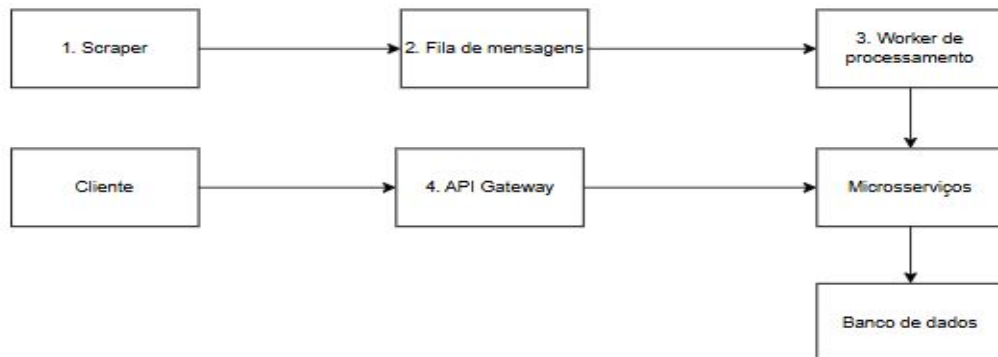 1. Scraper
2. Fila de mensagens
3. Worker de
processamento
Cliente
4. API Gateway
Microsserviços
Banco de dados